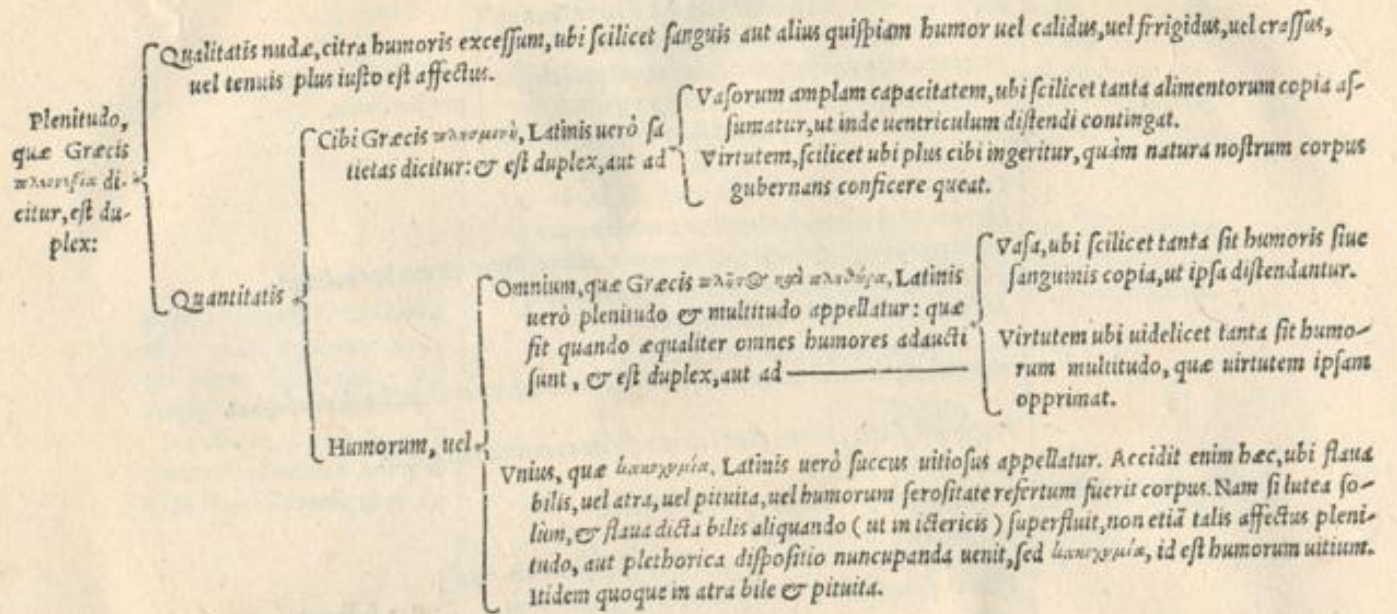 Qualitatis nudæ, citra humoris exceſſum, ubi ſcilicet ſanguis aut alius quiſpiam humor uel calidus, uel frrigidus, uel craſſus,
uel tenuis plus iuſto eſt affectus.
Plenitudo,
quæ Græcis
di-
citur, eſt du-
plex:
Cibi Græcis Latinis uerò ſa
tietas dicitur: & eſt duplex, aut ad
Vaſorum amplam capacitatem, ubi ſcilicet tanta alimentorum copia aſ-
ſumatur, ut inde uentriculum diſtendi contingat.
Virtutem, ſcilicet ubi plus cibi ingeritur, quàm natura noſtrum corpus
gubernans conficere queat.
Quantitatis
Omnium, quæ Græcis Latinis
uerò plenitudo & multitudo appellatur: quæ
fit quando æqualiter omnes humores adaucti
ſunt, & eſt duplex, aut ad
Vaſa, ubi ſcilicet tanta ſit humoris ſiue
ſanguinis copia, ut ipſa diſtendantur.
Virtutem ubi uidelicet tanta ſit humo-
rum multitudo, quæ uirtutem ipſam
opprimat.
Humorum, uel
Vnius, quæ κακοχυμία, Latinis uerò ſuccus uitioſus appellatur. Accidit enim hæc, ubi flaua
bilis, uel atra, uel pituita, uel humorum ſeroſitate refertum fuerit corpus. Nam ſi lutea ſo-
lùm, & flaua dicta bilis aliquando (ut in ictericis) ſuperfluit, non etiã talis affectus pleni-
tudo, aut plethorica diſpoſitio nuncupanda uenit, ſed κακοχυμία, id eſt humorum uitium.
Itidem quoque in atra bile & pituita.